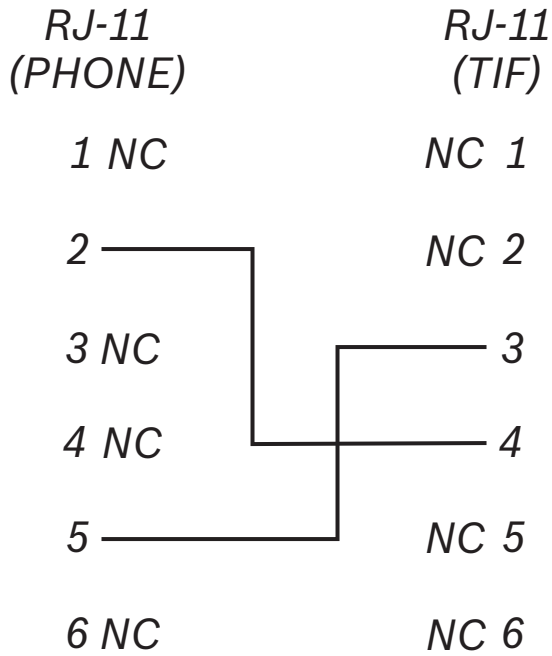 RJ-11 RJ-11
(PHONE) (TIF)
1 NC NC 1
2 NC 2
3 NC 3
4 NC 4
5 NC 5
6 NC NC 6